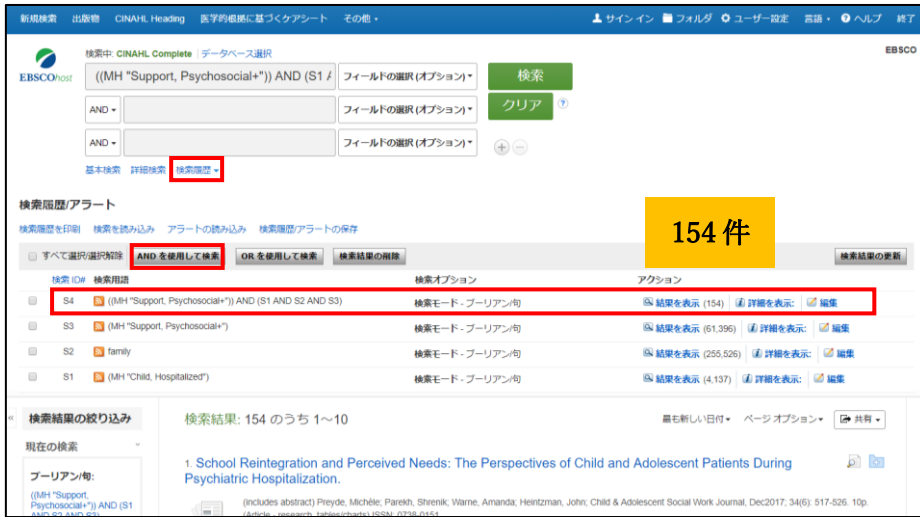 新規検索 出版物 CINAHL Heading 医学的根拠に基づくケアシート その他 サインイン フォルダ ユーザー設定 言語 ヘルプ 終了
検索中: CINAHL Complete データベース選択 EBSCO
EBSCOhost ((MH "Support, Psychosocial+")) AND (S1 A フィールドの選択 (オプション) 検索
AND フィールドの選択 (オプション) クリア ?
AND フィールドの選択 (オプション) + −
基本検索 詳細検索 検索履歴
検索履歴/アラート
154 件
検索履歴を印刷 検索を読み込み アラートの読み込み 検索履歴/アラートの保存
すべて選択/選択解除 AND を使用して検索 OR を使用して検索 検索結果の削除 検索結果の更新
検索 ID# 検索用語 検索オプション アクション
S4 ((MH "Support, Psychosocial+")) AND (S1 AND S2 AND S3) 検索モード - ブーリアン/句 結果を表示 (154) 詳細を表示: 編集
S3 (MH "Support, Psychosocial+") 検索モード - ブーリアン/句 結果を表示 (61,396) 詳細を表示: 編集
S2 family 検索モード - ブーリアン/句 結果を表示 (255,526) 詳細を表示: 編集
S1 (MH "Child, Hospitalized") 検索モード - ブーリアン/句 結果を表示 (4,137) 詳細を表示: 編集
« 検索結果の絞り込み 検索結果: 154 のうち 1～10 最も新しい日付 ページ オプション 共有
現在の検索
1. School Reintegration and Perceived Needs: The Perspectives of Child and Adolescent Patients During
Psychiatric Hospitalization.
ブーリアン/句:
((MH "Support,
Psychosocial+")) AND (S1
AND S2 AND S3)
(includes abstract) Preyde, Michèle; Parekh, Shrenik; Warne, Amanda; Heintzman, John; Child & Adolescent Social Work Journal, Dec2017; 34(6): 517-526. 10p.
(Article - research, tables/charts) ISSN: 0738-0151